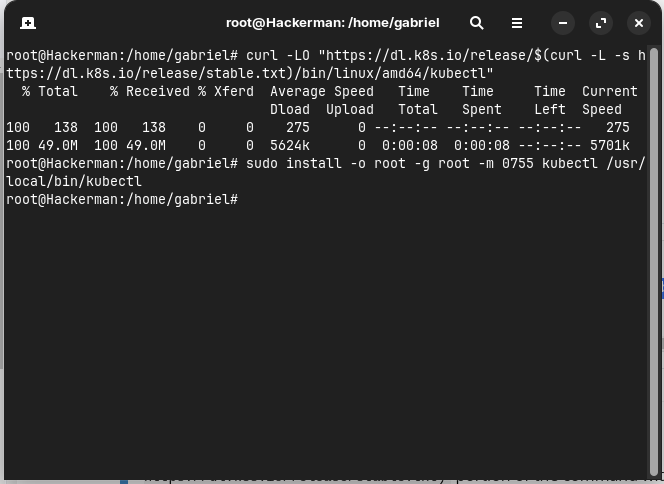 root@Hackerman: /home/gabriel
root@Hackerman:/home/gabriel# curl -LO "https://dl.k8s.io/release/$(curl -L -s h
ttps://dl.k8s.io/release/stable.txt)/bin/linux/amd64/kubectl"
  % Total    % Received % Xferd  Average Speed   Time    Time     Time  Current
                                 Dload  Upload   Total   Spent    Left  Speed
100   138  100   138    0     0    275      0 --:--:-- --:--:-- --:--:--   275
100 49.0M  100 49.0M    0     0  5624k      0  0:00:08  0:00:08 --:--:-- 5701k
root@Hackerman:/home/gabriel# sudo install -o root -g root -m 0755 kubectl /usr/
local/bin/kubectl
root@Hackerman:/home/gabriel#